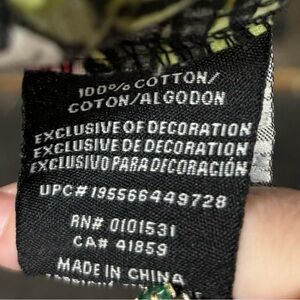 100% COTTON/
COTON/ALGODON
EXCLUSIVE OF DECORATION
EXCLUSIVE DE DECORATION
EXCLUSIVO PARA DECORACIÓN
UPC# 195566449728
RN# 0101531
CA# 41859
MADE IN CHINA